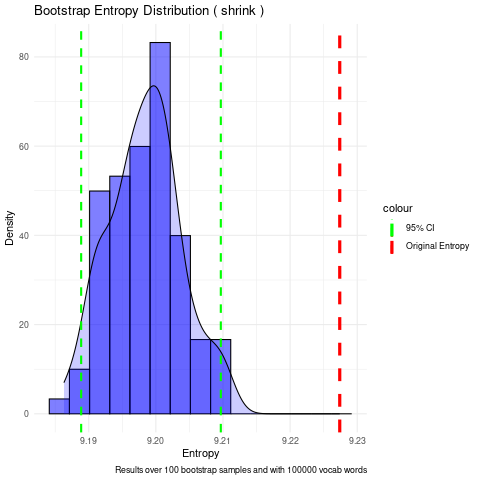 Bootstrap Entropy Distribution ( shrink )
Density
80
60
40
20
0
9.19
9.20
9.21
9.22
9.23
Entropy
colour
95% CI
Original Entropy
Results over 100 bootstrap samples and with 100000 vocab words